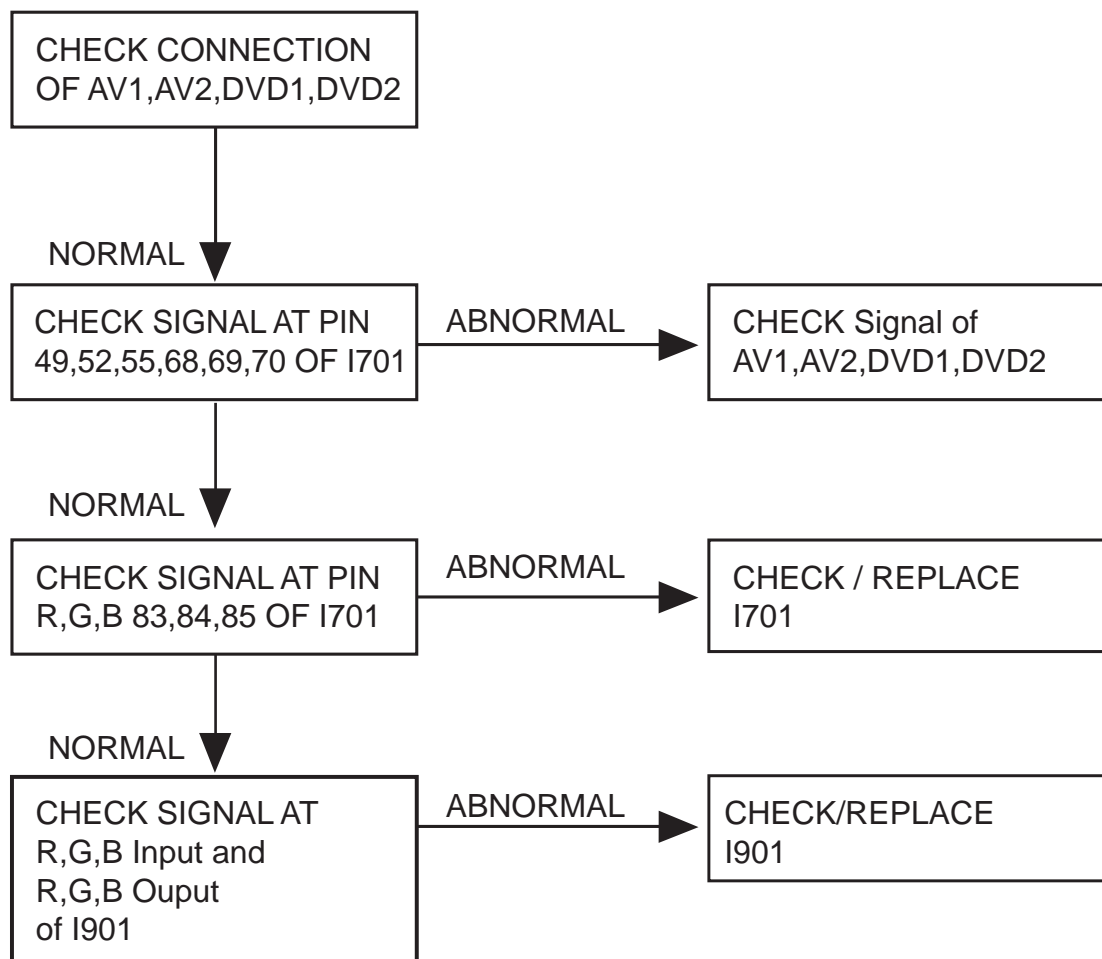 CHECK CONNECTION
OF AV1,AV2,DVD1,DVD2
NORMAL
CHECK SIGNAL AT PIN
49,52,55,68,69,70 OF I701
ABNORMAL
CHECK Signal of
AV1,AV2,DVD1,DVD2
NORMAL
CHECK SIGNAL AT PIN
R,G,B 83,84,85 OF I701
ABNORMAL
CHECK / REPLACE
I701
NORMAL
CHECK SIGNAL AT
R,G,B Input and
R,G,B Ouput
of I901
ABNORMAL
CHECK/REPLACE
I901